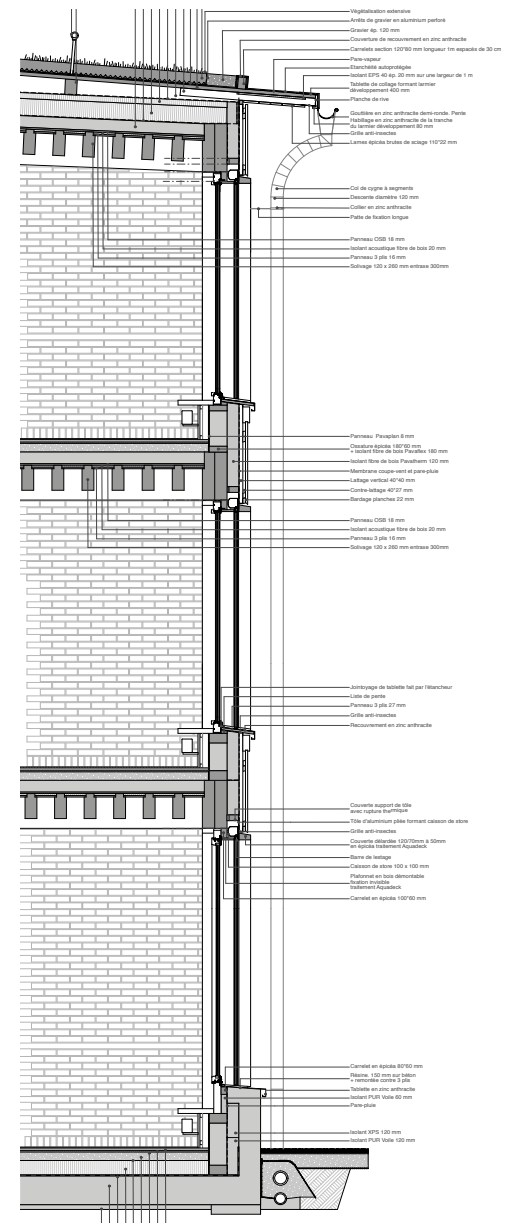 Végétalisation extensive
Arrêts de gravier en aluminium perforé
Gravier ép. 120 mm
Couverture de recouvrement en zinc anthracite
Carrelets section 120*80 mm longueur 1m espacés de 30 cm
Pare-vapeur
Etanchéité autoprotégée
Isolant EPS 40 ép. 20 mm sur une largeur de 1 m
Tablette de collage formant larmier
développement 400 mm
Planche de rive
Gouttière en zinc anthracite demi-ronde. Pente
Habillage en zinc anthracite de la tranche
du larmier développement 80 mm
Grille anti-insectes
Lames épicéa brutes de sciage 110*22 mm
Col de cygne à segments
Descente diamètre 120 mm
Collier en zinc anthracite
Patte de fixation longue
Panneau OSB 18 mm
Isolant acoustique fibre de bois 20 mm
Panneau 3 plis 16 mm
Solivage 120 x 260 mm entraxe 300mm
Panneau Pavaplan 8 mm
Ossature épicéa 180*60 mm
+ isolant fibre de bois Pavaflex 180 mm
Isolant fibre de bois Pavatherm 120 mm
Membrane coupe-vent et pare-pluie
Lattage vertical 40*40 mm
Contre-lattage 40*27 mm
Bardage planches 22 mm
Panneau OSB 18 mm
Isolant acoustique fibre de bois 20 mm
Panneau 3 plis 16 mm
Solivage 120 x 260 mm entraxe 300mm
Jointoyage de tablette fait par l'étancheur
Liste de pente
Panneau 3 plis 27 mm
Grille anti-insectes
Recouvrement en zinc anthracite
Couverte support de tôle
avec rupture thermique
Tôle d'aluminium pliée formant caisson de store
Grille anti-insectes
Couverte délardée 120/70mm à 50mm
en épicéa traitement Aquadeck
Barre de lestage
Caisson de store 100 x 100 mm
Plafonnet en bois démontable
fixation invisible
traitement Aquadeck
Carrelet en épicéa 100*60 mm
Carrelet en épicéa 80*60 mm
Résine. 150 mm sur béton
+ remontée contre 3 plis
Tablette en zinc anthracite
Isolant PUR Voile 60 mm
Pare-pluie
Isolant XPS 120 mm
Isolant PUR Voile 120 mm